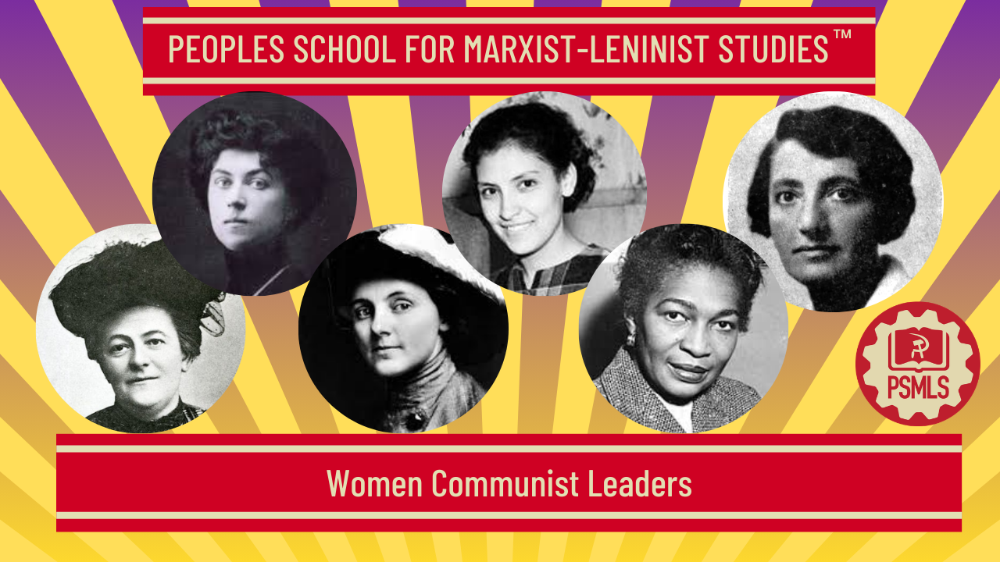 PEOPLES SCHOOL FOR MARXIST-LENINIST STUDIES™
PSMLS
Women Communist Leaders